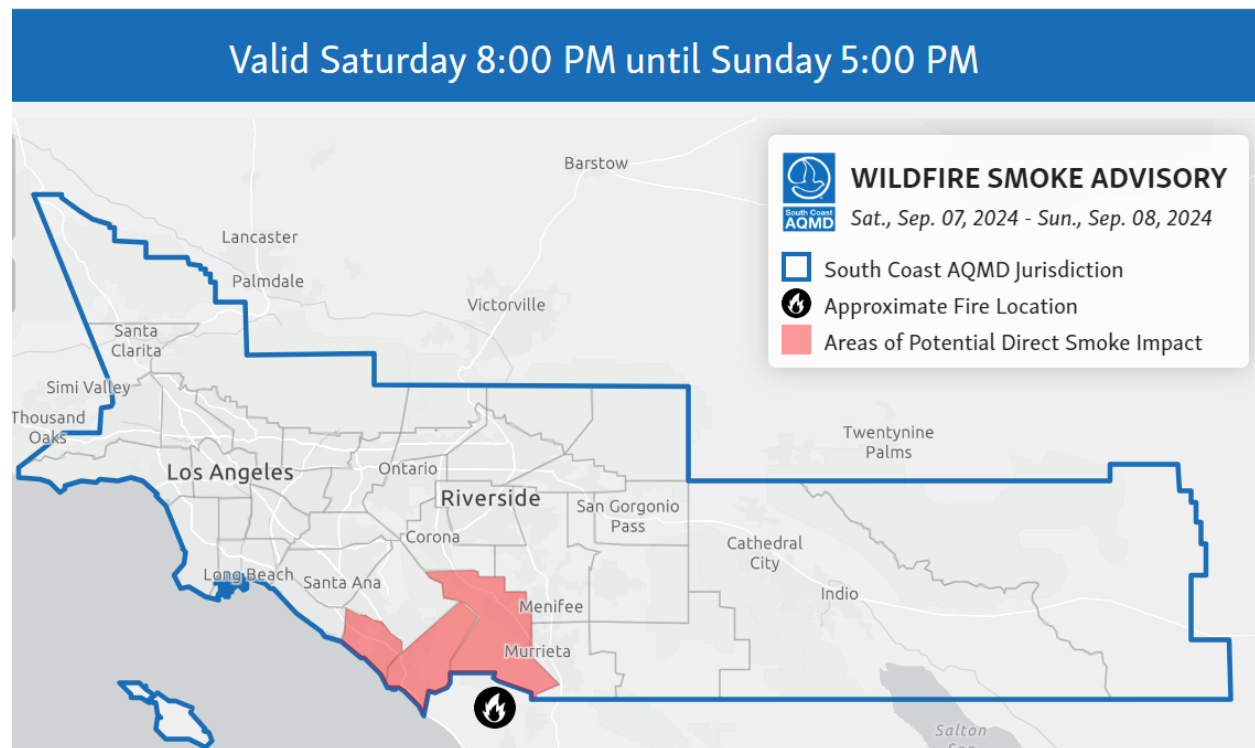 Valid Saturday 8:00 PM until Sunday 5:00 PM
Barstow
South Coast
AQMD
WILDFIRE SMOKE ADVISORY
Sat., Sep. 07, 2024 - Sun., Sep. 08, 2024
South Coast AQMD Jurisdiction
Approximate Fire Location
Areas of Potential Direct Smoke Impact
Lancaster
Palmdale
Victorville
Santa
Clarita
Simi Valley
Thousand
Oaks
Twentynine
Palms
Los Angeles
Ontario
Riverside
San Gorgonio
Pass
Corona
Cathedral
City
Long Beach
Santa Ana
Indio
Menifee
Murrieta
Salton